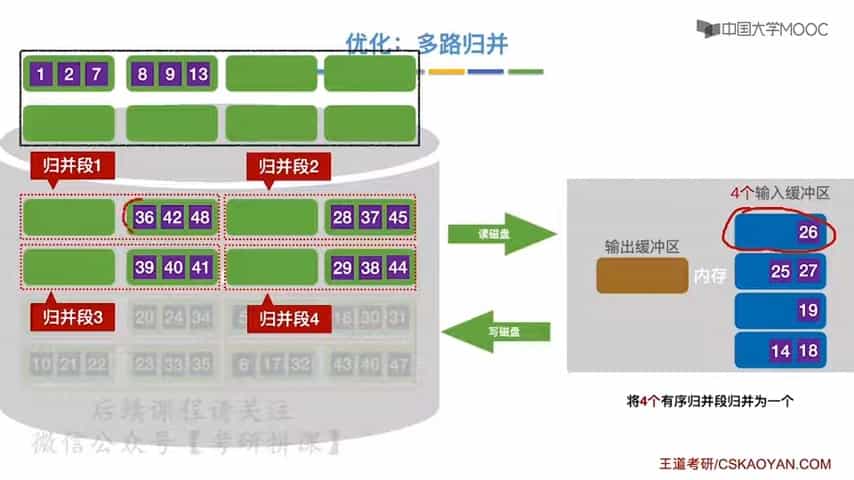 中国大学MOOC
优化：多路归并
1 2 7 8 9 13
归并段1 归并段2
36 42 48 28 37 45
39 40 41 29 38 44
归并段3 归并段4
20 24 34 16 30 31
10 21 22 23 33 35 6 17 32 43 46 47
后续课程请关注
微信公众号【考研拼课】
读磁盘
写磁盘
4个输入缓冲区
输出缓冲区
内存
26
25 27
19
14 18
将4个有序归并段归并为一个
王道考研/CSKAOYAN.COM